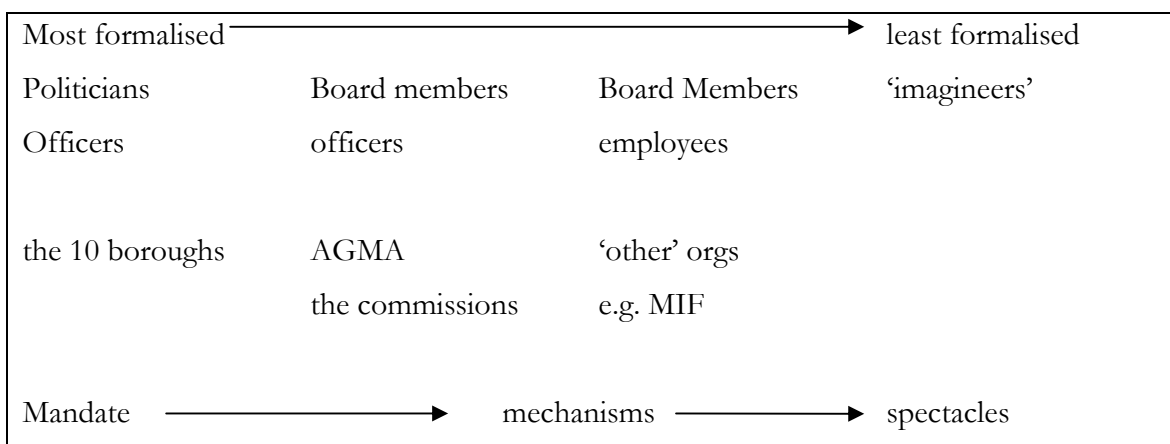 Most formalised least formalised
Politicians Board members Board Members ‘imagineers’
Officers officers employees
the 10 boroughs AGMA ‘other’ orgs
the commissions e.g. MIF
Mandate mechanisms spectacles